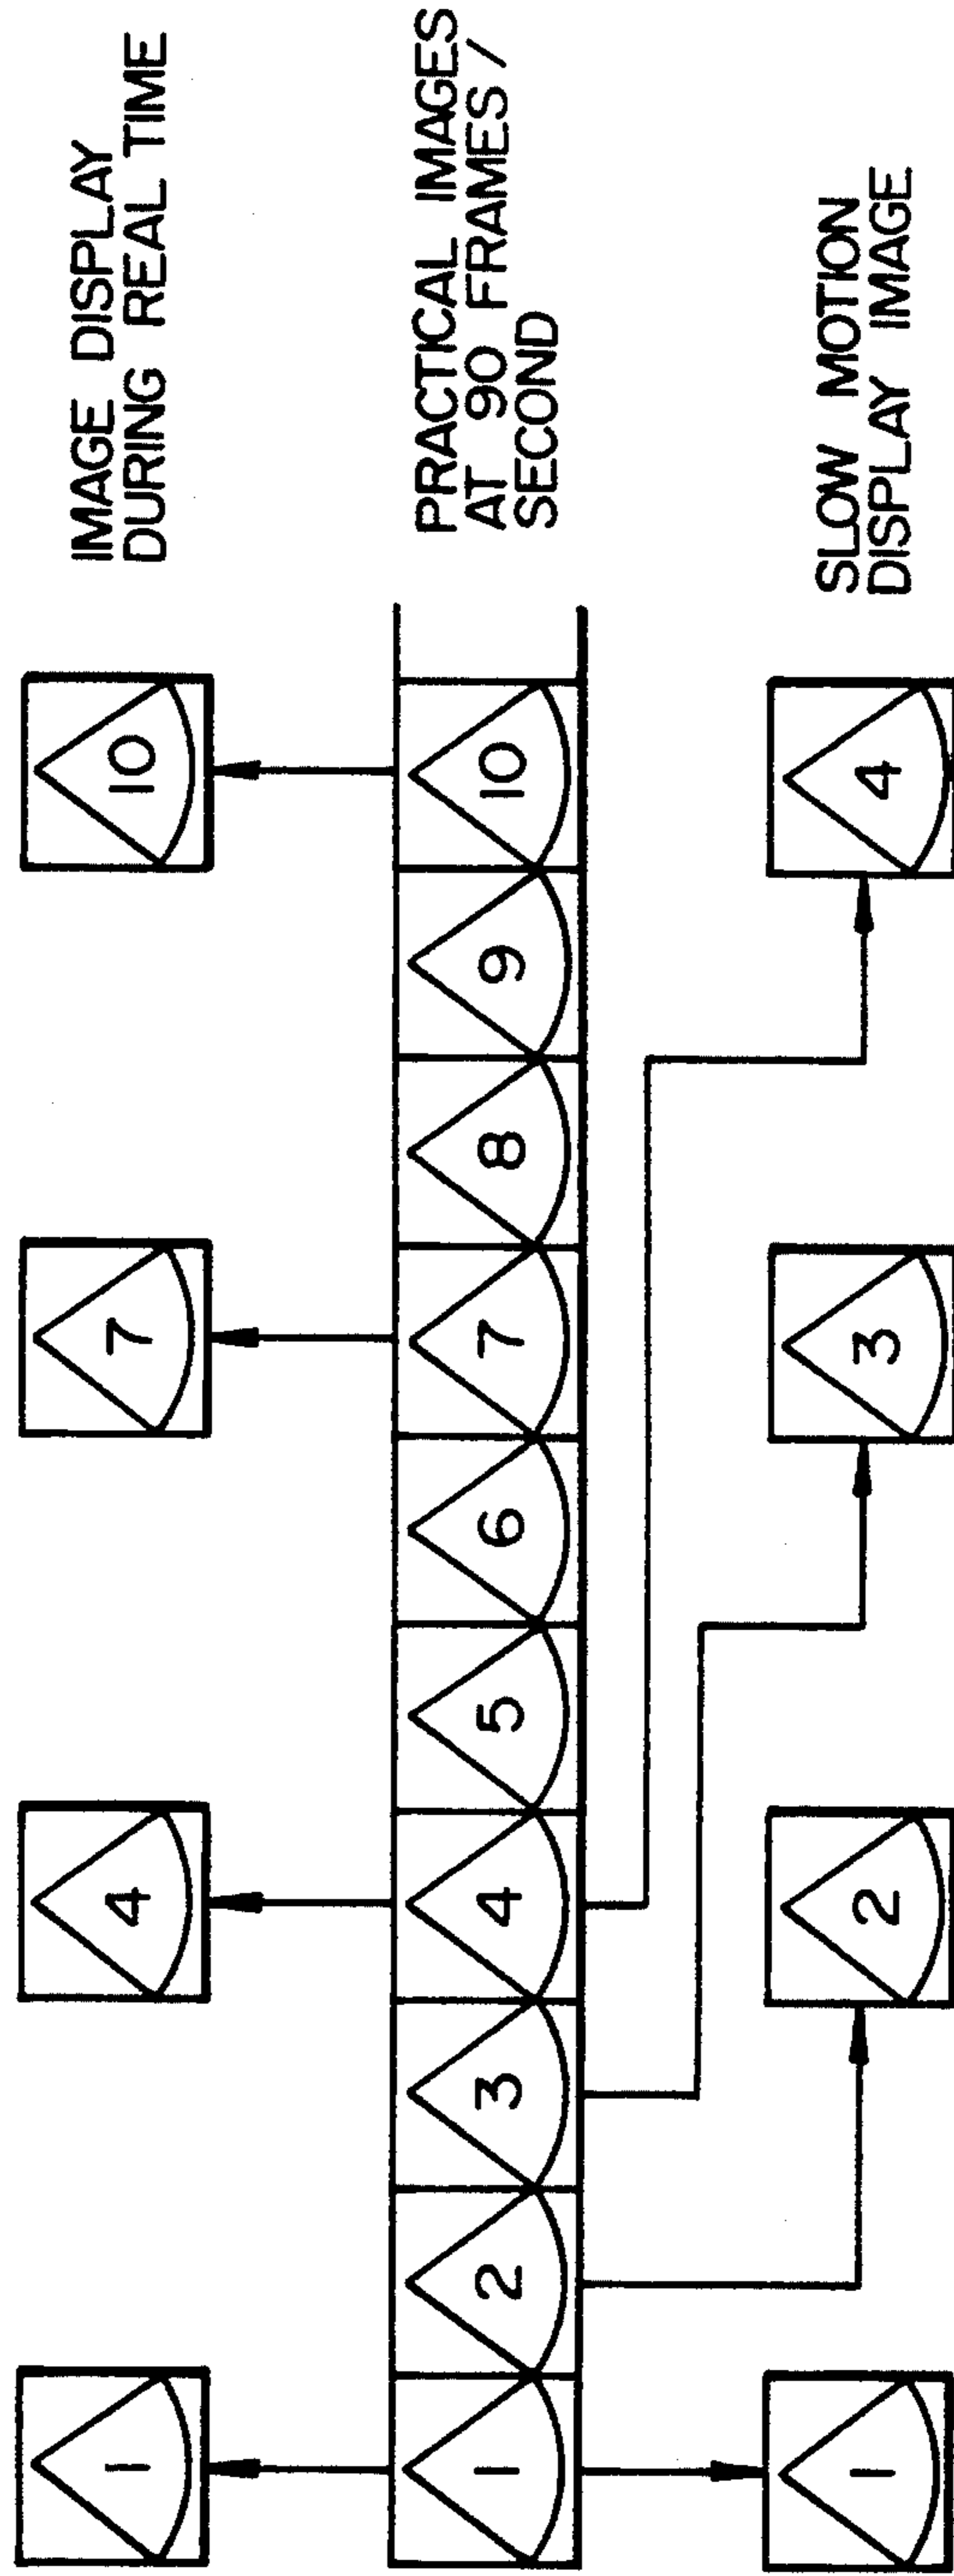 1
4
7
10
IMAGE DISPLAY
DURING REAL TIME
1
2
3
4
5
6
7
8
9
10
PRACTICAL IMAGES
AT 90 FRAMES /
SECOND
1
2
3
4
SLOW MOTION
DISPLAY IMAGE